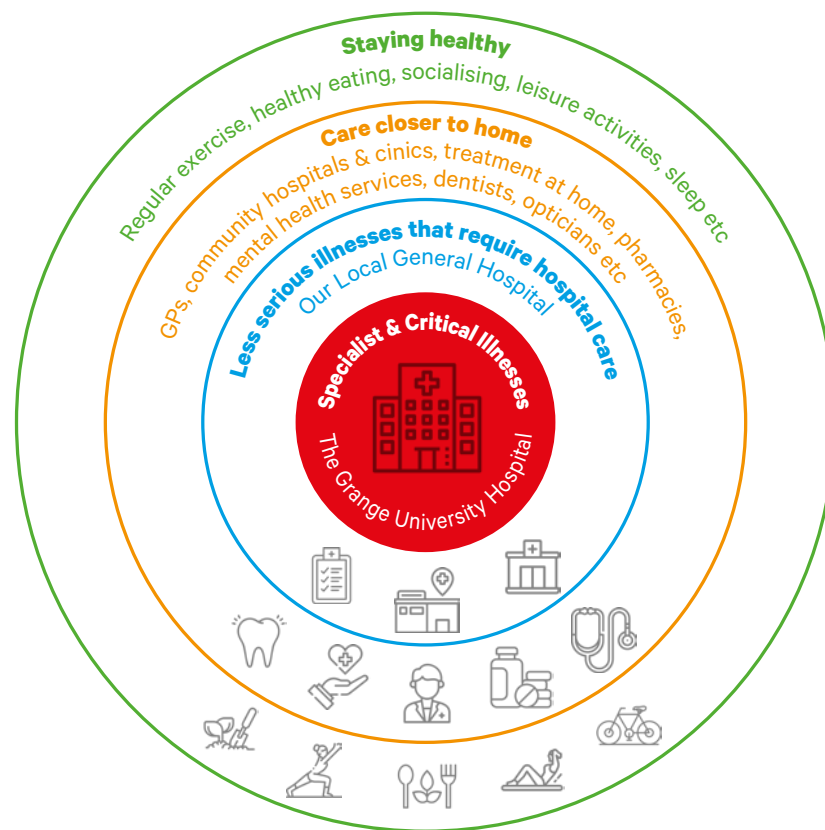 Staying healthy
Regular exercise, healthy eating, socialising, leisure activities, sleep etc
Care closer to home
GPs, community hospitals & cinics, treatment at home, pharmacies,
mental health services, dentists, opticians etc
Less serious illnesses that require hospital care
Our Local General Hospital
Specialist & Critical Illnesses
The Grange University Hospital